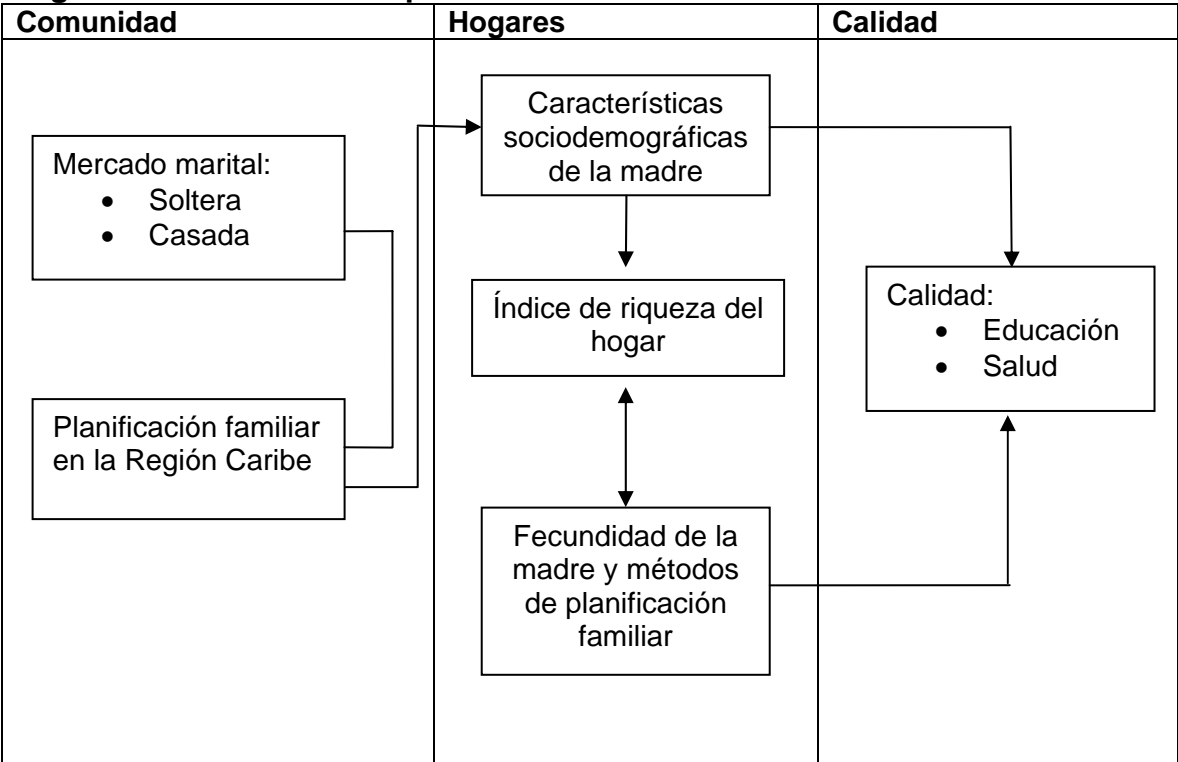 Comunidad
Hogares
Calidad
Mercado marital:
• Soltera
• Casada
Planificación familiar
en la Región Caribe
Características
sociodemográficas
de la madre
Índice de riqueza del
hogar
Fecundidad de la
madre y métodos
de planificación
familiar
Calidad:
• Educación
• Salud